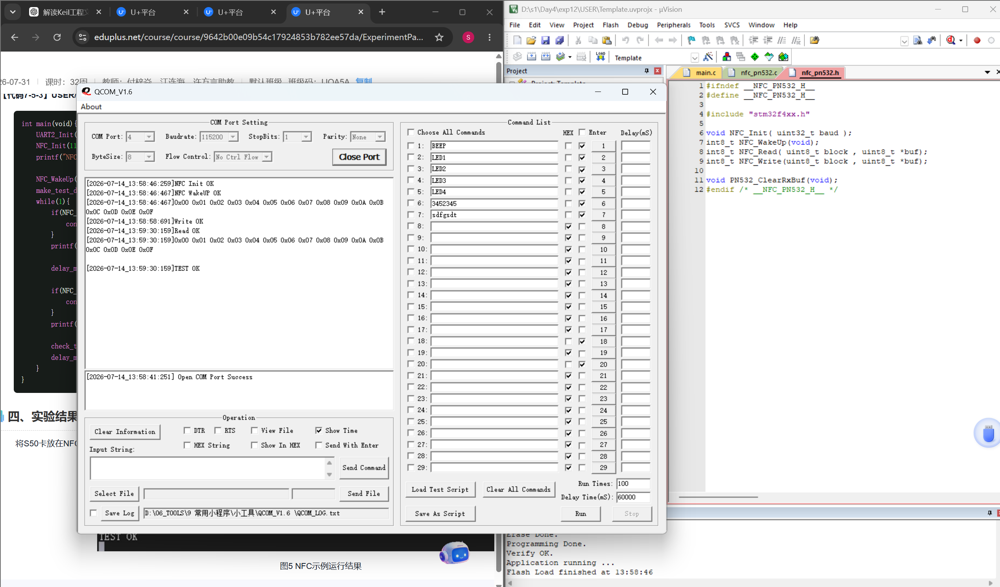 解读Keil工程文
U+平台
U+平台
U+平台
eduplus.net/course/course/9642b00e09b54c17924853b782ee57da/ExperimentPa...
S
26-07-31 课时：32周 教师：付梓焱 江连海 许方言助教 默认班级 班级码：UOA5A 复制
【代码7-5-3】USER/
int main(void){
UART2_Init(
NFC_Init(11
printf("NFC
NFC_WakeUp(
make_test_d
while(1){
if(NFC_
con
}
printf(
delay_m
if(NFC_
con
}
printf(
check_t
delay_m
}
}
四、实验结果
将S50卡放在NFC
TEST OK
图5 NFC示例运行结果
QCOM_V1.6
About
COM Port Setting
COM Port: 4 Baudrate: 115200 StopBits: 1 Parity: None
ByteSize: 8 Flow Control: No Ctrl Flow Close Port
[2026-07-14_13:58:46:259]NFC Init OK
[2026-07-14_13:58:46:467]NFC WakeUP OK
[2026-07-14_13:58:46:467]0x00 0x01 0x02 0x03 0x04 0x05 0x06 0x07 0x08 0x09 0x0A 0x0B
0x0C 0x0D 0x0E 0x0F
[2026-07-14_13:58:58:691]Write OK
[2026-07-14_13:59:30:159]Read OK
[2026-07-14_13:59:30:159]0x00 0x01 0x02 0x03 0x04 0x05 0x06 0x07 0x08 0x09 0x0A 0x0B
0x0C 0x0D 0x0E 0x0F
[2026-07-14_13:59:30:159]TEST OK
[2026-07-14_13:58:41:251] Open COM Port Success
Operation
Clear Information DTR RTS View File Show Time
HEX String Show In HEX Send With Enter
Input String:
Send Command
Select File Send File
Save Log D:\06_TOOLS\9 常用小程序\小工具\QCOM_V1.6 \QCOM_LOG.txt
Command List
Choose All Commands HEX Enter Delay(mS)
1: BEEP 1
2: LED1 2
3: LED2 3
4: LED3 4
5: LED4 5
6: 3452345 6
7: sdfgsdt 7
8: 8
9: 9
10: 10
11: 11
12: 12
13: 13
14: 14
15: 15
16: 16
17: 17
18: 18
19: 19
20: 20
21: 21
22: 22
23: 23
24: 24
25: 25
26: 26
27: 27
28: 28
29: 29
Load Test Script Clear All Commands Run Times: 100
Delay Time(mS): 60000
Save As Script Run Stop
D:\s1\Day4\exp12\USER\Template.uvprojx - µVision
File Edit View Project Flash Debug Peripherals Tools SVCS Window Help
LOAD Template
Project
Project: Template
main.c nfc_pn532.c nfc_pn532.h
1 #ifndef __NFC_PN532_H__
2 #define __NFC_PN532_H__
3
4 #include "stm32f4xx.h"
5
6 void NFC_Init( uint32_t baud );
7 int8_t NFC_WakeUp(void);
8 int8_t NFC_Read( uint8_t block , uint8_t *buf);
9 int8_t NFC_Write(uint8_t block , uint8_t *buf);
10
11 void PN532_ClearRxBuf(void);
12 #endif /* __NFC_PN532_H__ */
Erase Done.
Programming Done.
Verify OK.
Application running ...
Flash Load finished at 13:58:46